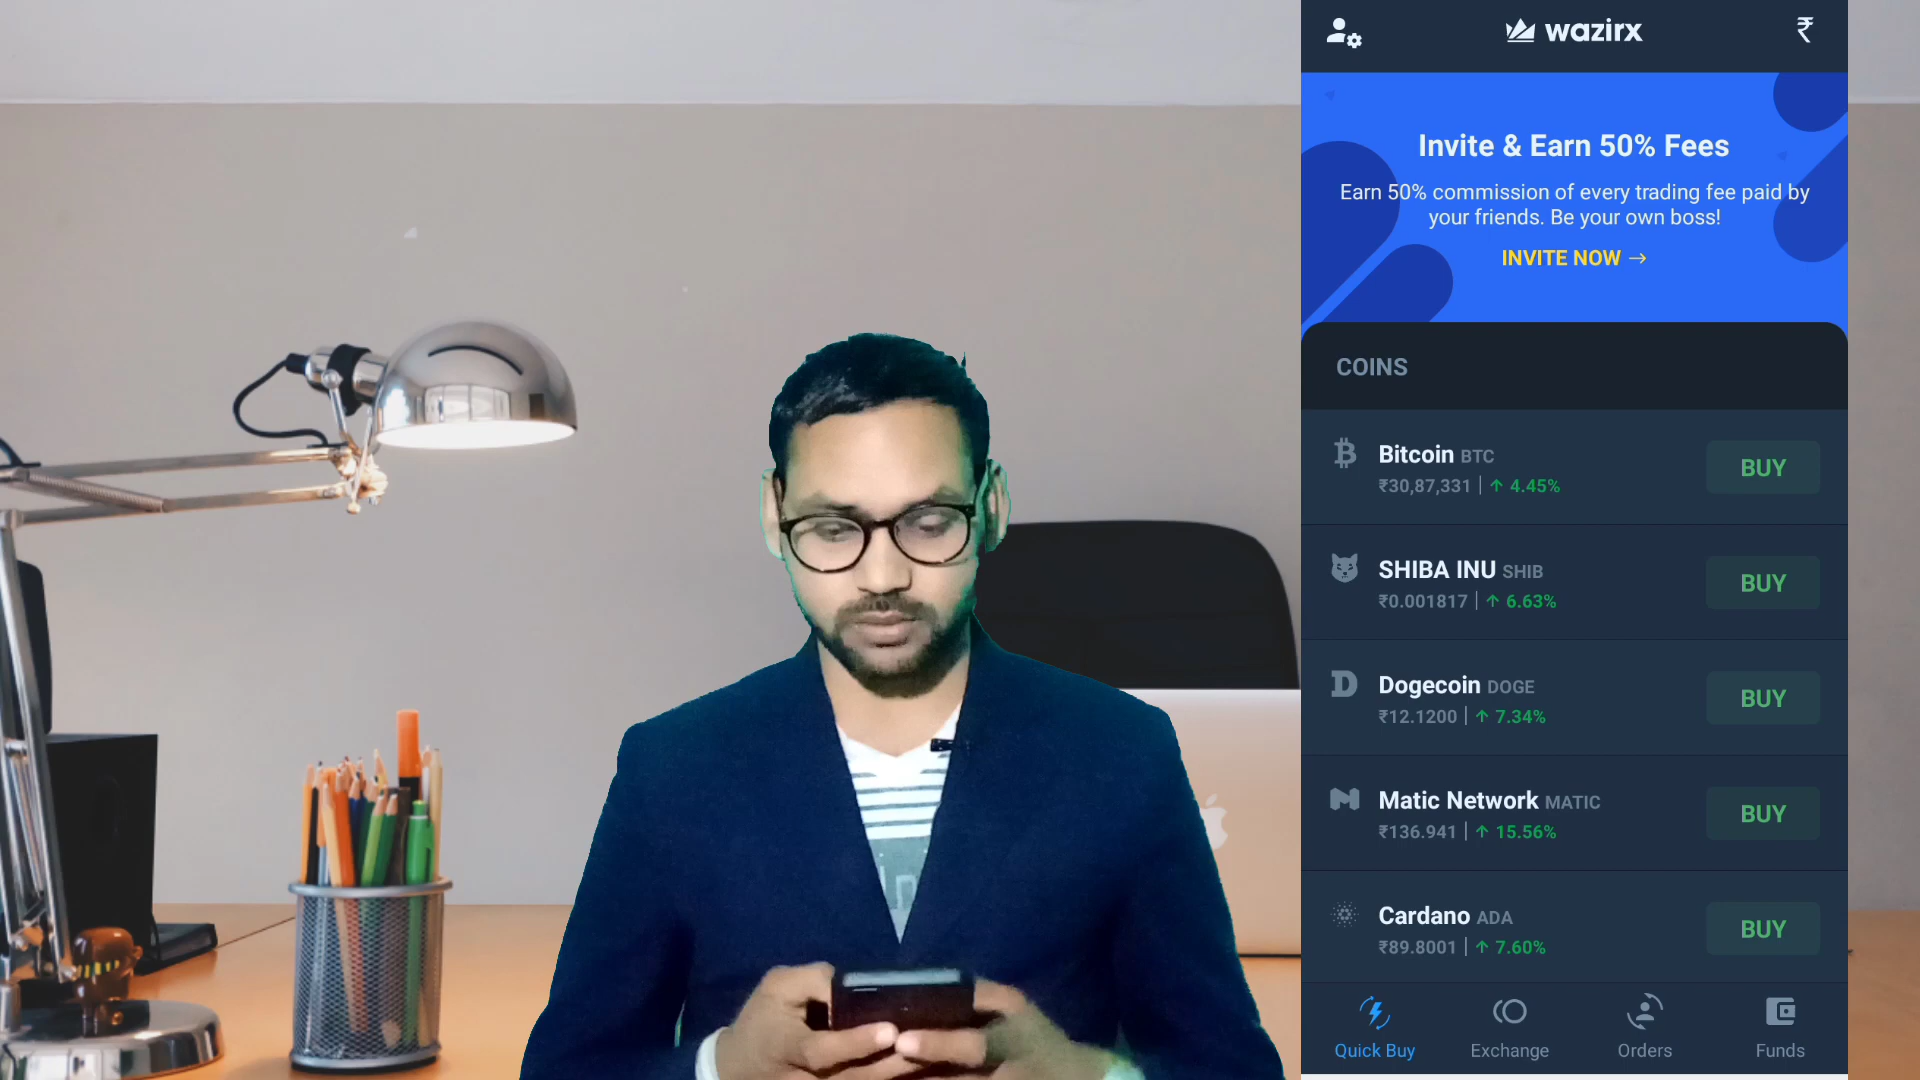 wazirx
₹
Invite & Earn 50% Fees
Earn 50% commission of every trading fee paid by
your friends. Be your own boss!
INVITE NOW →
COINS
Bitcoin BTC
₹30,87,331 | ↑ 4.45%
BUY
SHIBA INU SHIB
₹0.001817 | ↑ 6.63%
BUY
Dogecoin DOGE
₹12.1200 | ↑ 7.34%
BUY
Matic Network MATIC
₹136.941 | ↑ 15.56%
BUY
Cardano ADA
₹89.8001 | ↑ 7.60%
BUY
Quick Buy
Exchange
Orders
Funds